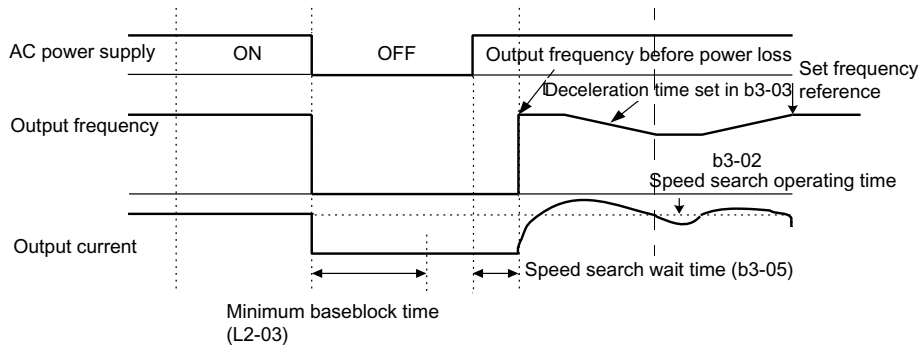 AC power supply
ON
OFF
Output frequency before power loss
Deceleration time set in b3-03
Set frequency
reference
Output frequency
b3-02
Speed search operating time
Output current
Speed search wait time (b3-05)
Minimum baseblock time
(L2-03)